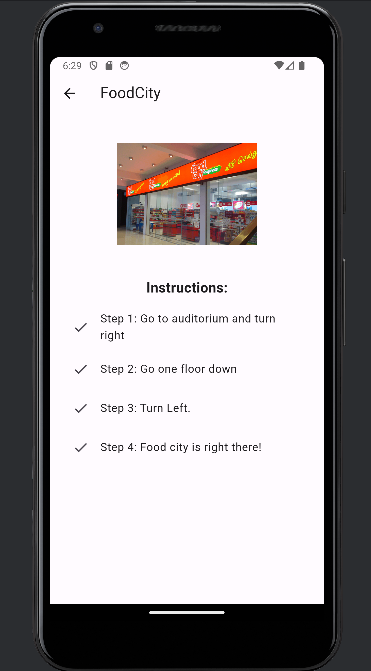 6:29
FoodCity
Instructions:
Step 1: Go to auditorium and turn
right
Step 2: Go one floor down
Step 3: Turn Left.
Step 4: Food city is right there!